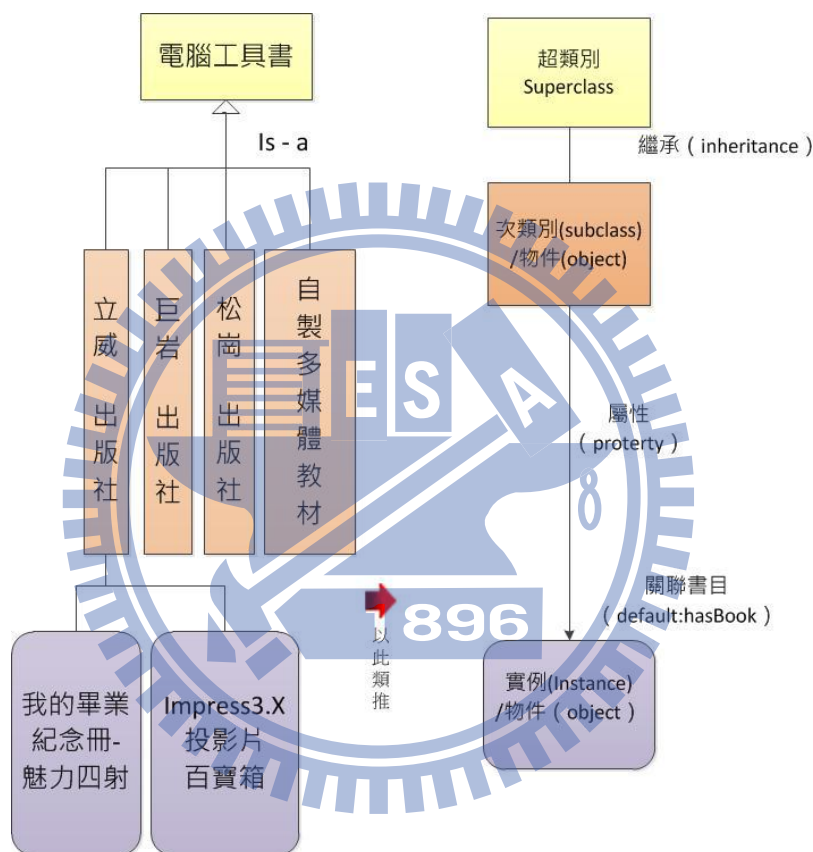 電腦工具書
Is - a
立威 出版社
巨岩 出版社
松崗 出版社
自製多媒體教材
我的畢業
紀念冊-
魅力四射
Impress3.X
投影片
百寶箱
以此類推
超類別
Superclass
繼承 ( inheritance )
次類別(subclass)
/物件(object)
屬性
( proterty )
關聯書目
( default:hasBook )
實例(Instance)
/物件 ( object )
E S A
8
1896